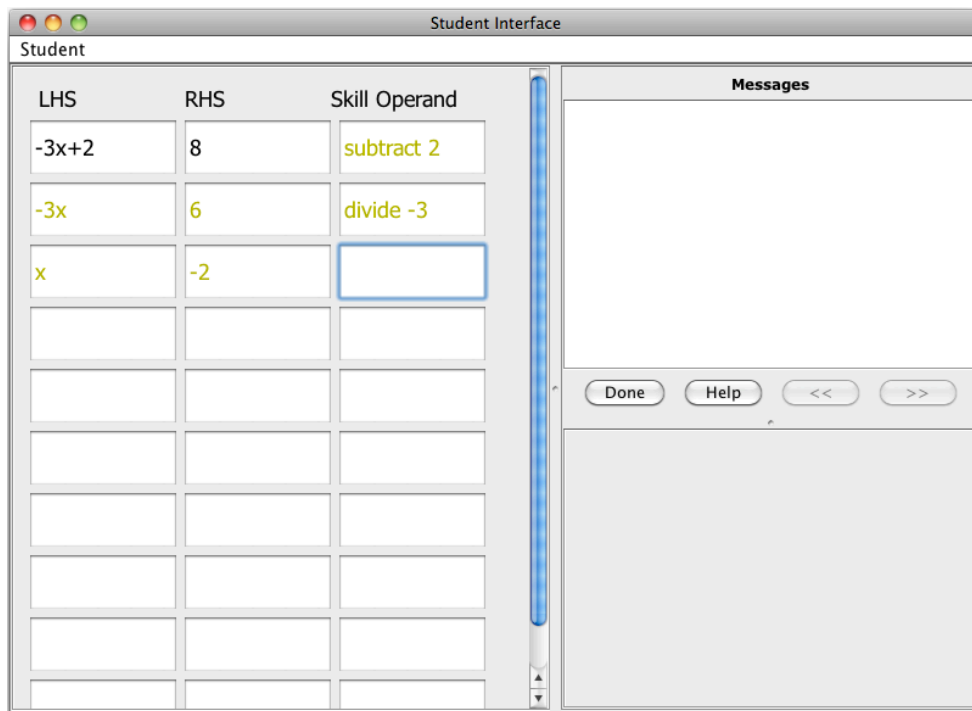 Student Interface
Student
LHS RHS Skill Operand
-3x+2 8 subtract 2
-3x 6 divide -3
x -2
Messages
Done Help << >>